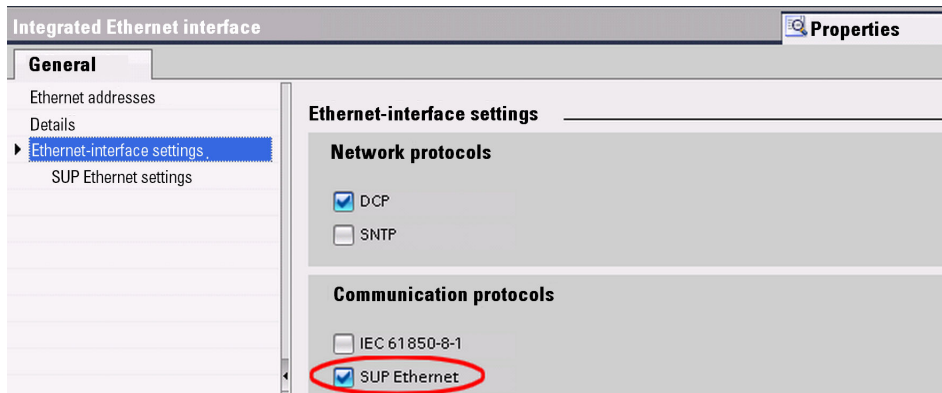 Integrated Ethernet interface
Properties
General
Ethernet addresses
Details
Ethernet-interface settings
SUP Ethernet settings
Ethernet-interface settings
Network protocols
DCP
SNTP
Communication protocols
IEC 61850-8-1
SUP Ethernet